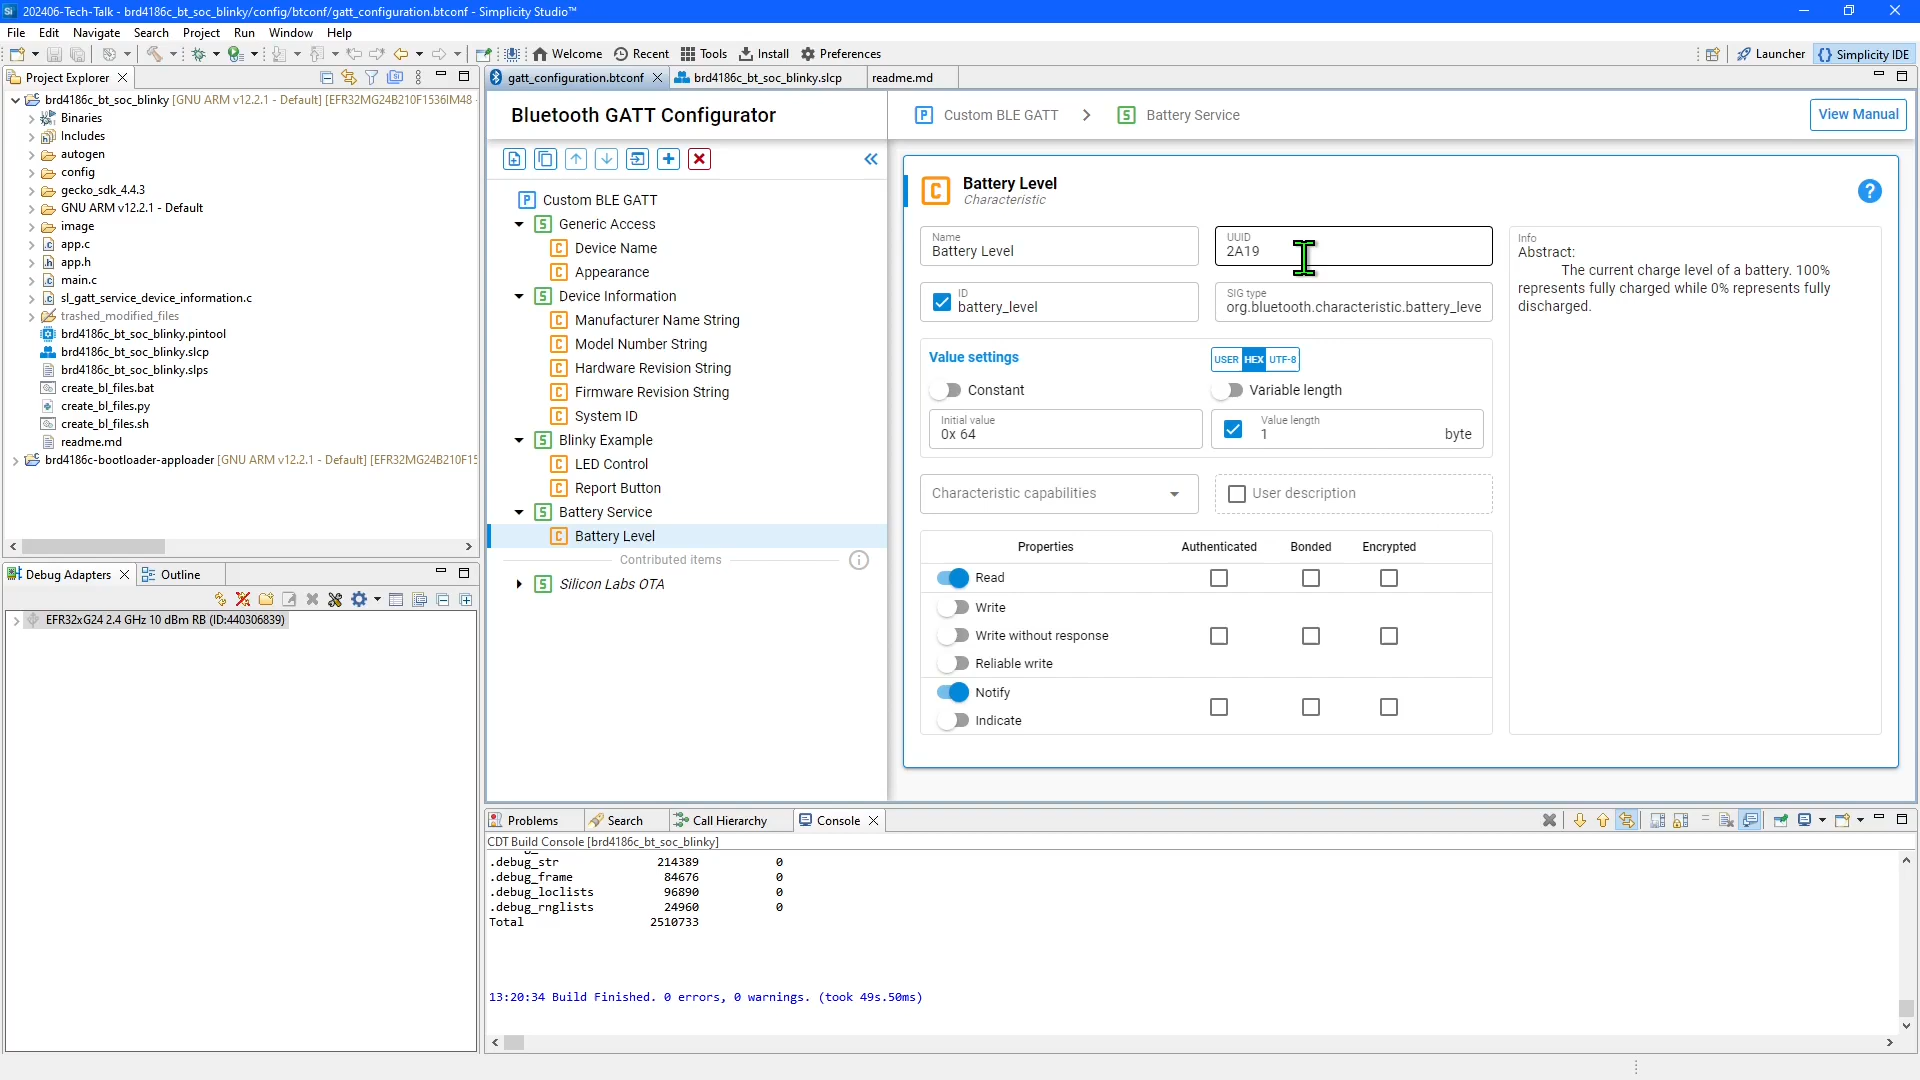 202406-Tech-Talk - brd4186c_bt_soc_blinky/config/btconf/gatt_configuration.btconf - Simplicity Studio™
File Edit Navigate Search Project Run Window Help
Welcome Recent Tools Install Preferences Launcher {} Simplicity IDE
Project Explorer
brd4186c_bt_soc_blinky [GNU ARM v12.2.1 - Default] [EFR32MG24B210F1536IM48 -
Binaries
Includes
autogen
config
gecko_sdk_4.4.3
GNU ARM v12.2.1 - Default
image
app.c
app.h
main.c
sl_gatt_service_device_information.c
trashed_modified_files
brd4186c_bt_soc_blinky.pintool
brd4186c_bt_soc_blinky.slcp
brd4186c_bt_soc_blinky.slps
create_bl_files.bat
create_bl_files.py
create_bl_files.sh
readme.md
brd4186c-bootloader-apploader [GNU ARM v12.2.1 - Default] [EFR32MG24B210F15
Debug Adapters Outline
EFR32xG24 2.4 GHz 10 dBm RB (ID:440306839)
gatt_configuration.btconf brd4186c_bt_soc_blinky.slcp readme.md
Bluetooth GATT Configurator
P Custom BLE GATT
S Generic Access
C Device Name
C Appearance
S Device Information
C Manufacturer Name String
C Model Number String
C Hardware Revision String
C Firmware Revision String
C System ID
S Blinky Example
C LED Control
C Report Button
S Battery Service
C Battery Level
Contributed items
S Silicon Labs OTA
P Custom BLE GATT > S Battery Service
View Manual
C Battery Level
Characteristic
Name
Battery Level
UUID
2A19
ID
battery_level
SIG type
org.bluetooth.characteristic.battery_leve
Value settings
USER HEX UTF-8
Constant
Variable length
Initial value
0x 64
Value length
1 byte
Characteristic capabilities
User description
Properties Authenticated Bonded Encrypted
Read
Write
Write without response
Reliable write
Notify
Indicate
Info
Abstract:
The current charge level of a battery. 100%
represents fully charged while 0% represents fully
discharged.
Problems Search Call Hierarchy Console
CDT Build Console [brd4186c_bt_soc_blinky]
.debug_str 214389 0
.debug_frame 84676 0
.debug_loclists 96890 0
.debug_rnglists 24960 0
Total 2510733
13:20:34 Build Finished. 0 errors, 0 warnings. (took 49s.50ms)